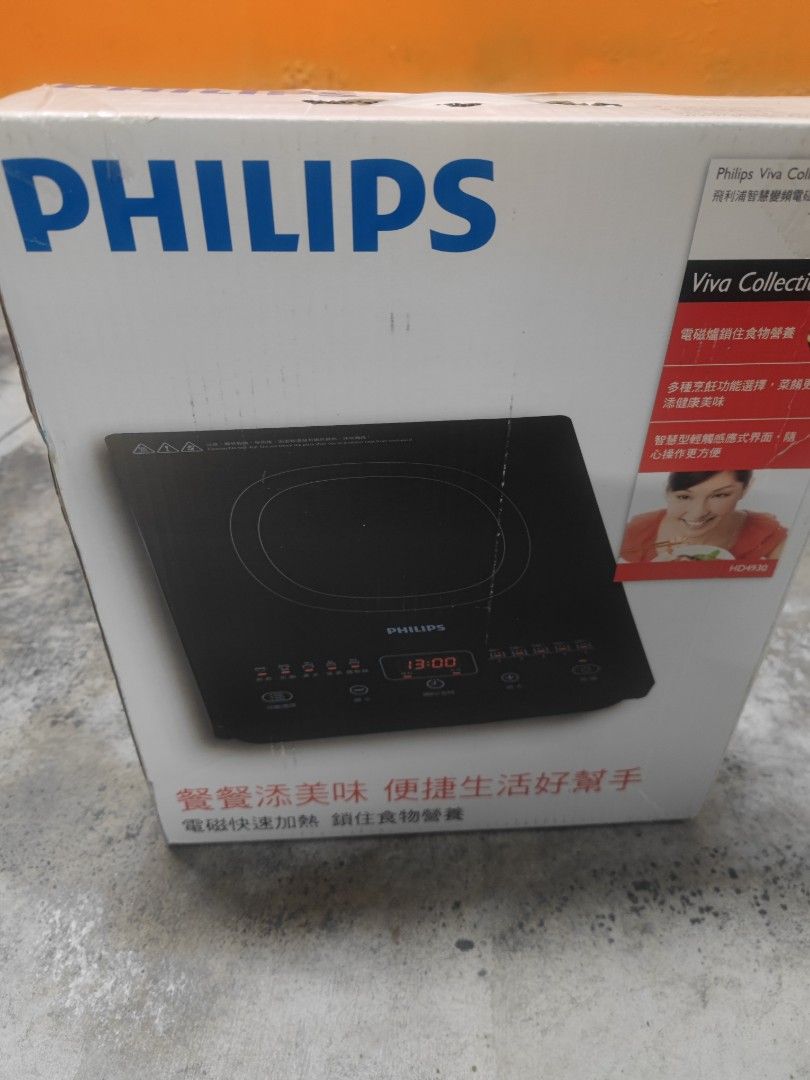 PHILIPS
Philips Viva Coll
飛利浦智慧變頻電磁
Viva Collecti
電磁爐鎖住食物營養
多種烹飪功能選擇，菜餚更
添健康美味
智慧型輕觸感應式界面，隨
心操作更方便
HD4930
PHILIPS
13:00
餐餐添美味 便捷生活好幫手
電磁快速加熱 鎖住食物營養